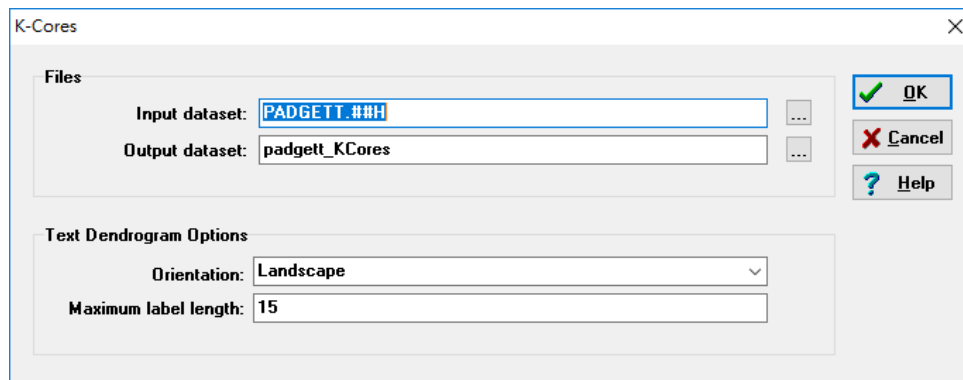 K-Cores
Files
Input dataset: PADGETT.##H ...
Output dataset: padgett_KCores ...
OK
Cancel
Help
Text Dendrogram Options
Orientation: Landscape
Maximum label length: 15